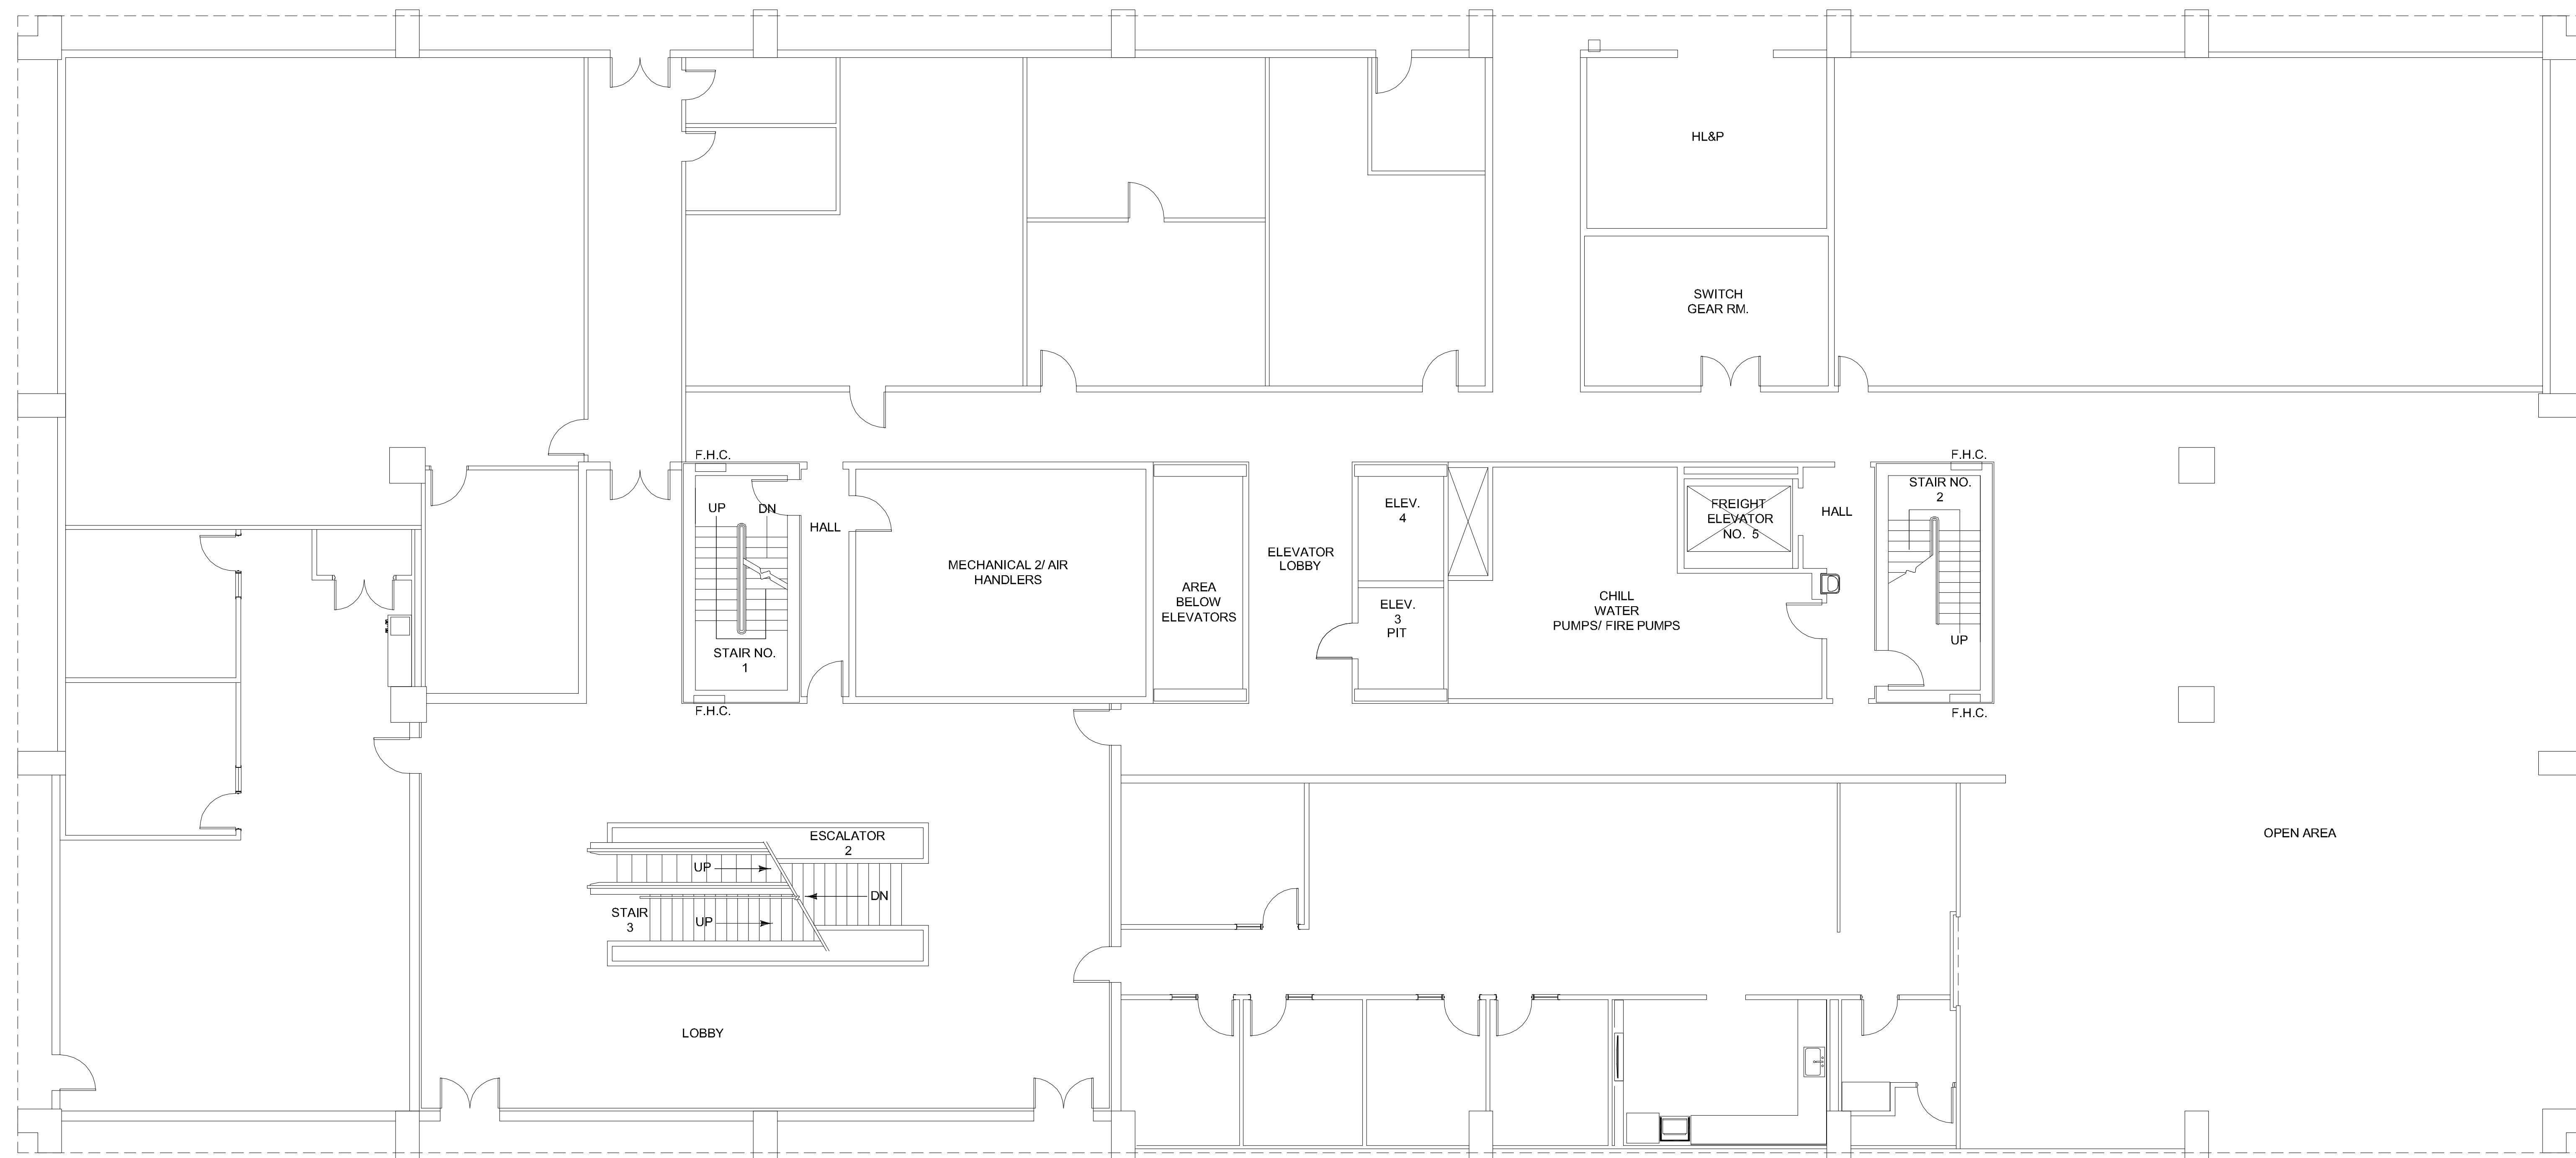 HL&P
SWITCH
GEAR RM.
F.H.C.
F.H.C.
UP
DN
HALL
STAIR NO.
1
F.H.C.
MECHANICAL 2/ AIR
HANDLERS
AREA
BELOW
ELEVATORS
ELEVATOR
LOBBY
ELEV.
4
ELEV.
3
PIT
CHILL
WATER
PUMPS/ FIRE PUMPS
FREIGHT
ELEVATOR
NO. 5
HALL
STAIR NO.
2
UP
F.H.C.
ESCALATOR
2
UP
DN
STAIR
3
UP
OPEN AREA
LOBBY